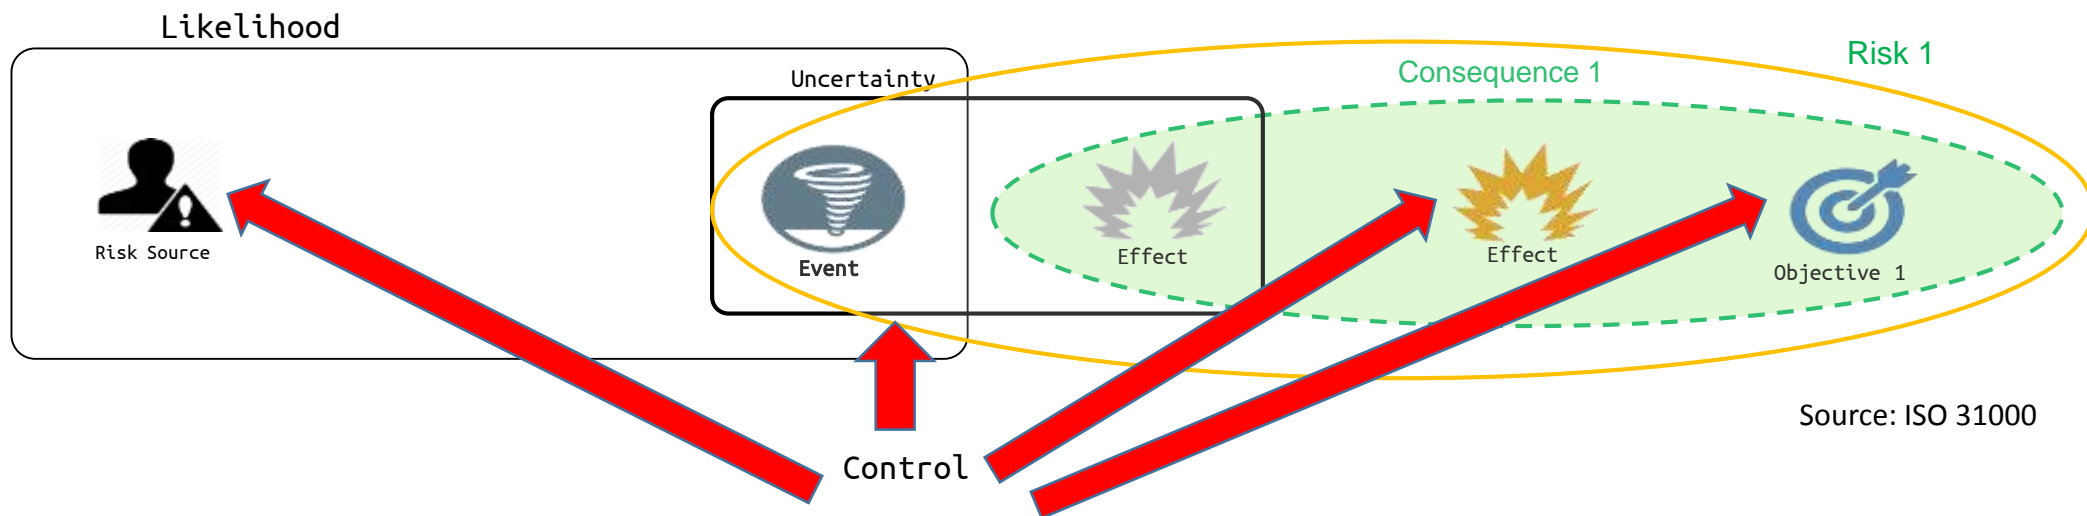 Likelihood
Risk 1
Consequence 1
Uncertainty
Risk Source
Event
Effect
Effect
Objective 1
Source: ISO 31000
Control